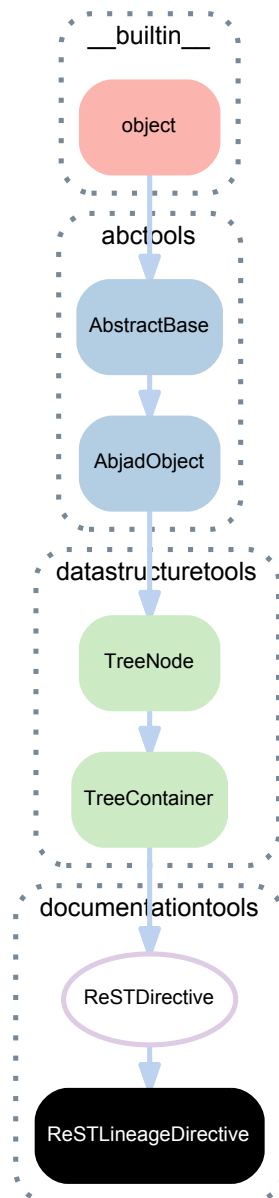 __builtin__
object
abctools
AbstractBase
AbjadObject
datastructuretools
TreeNode
TreeContainer
documentationtools
ReSTDirective
ReSTLineageDirective